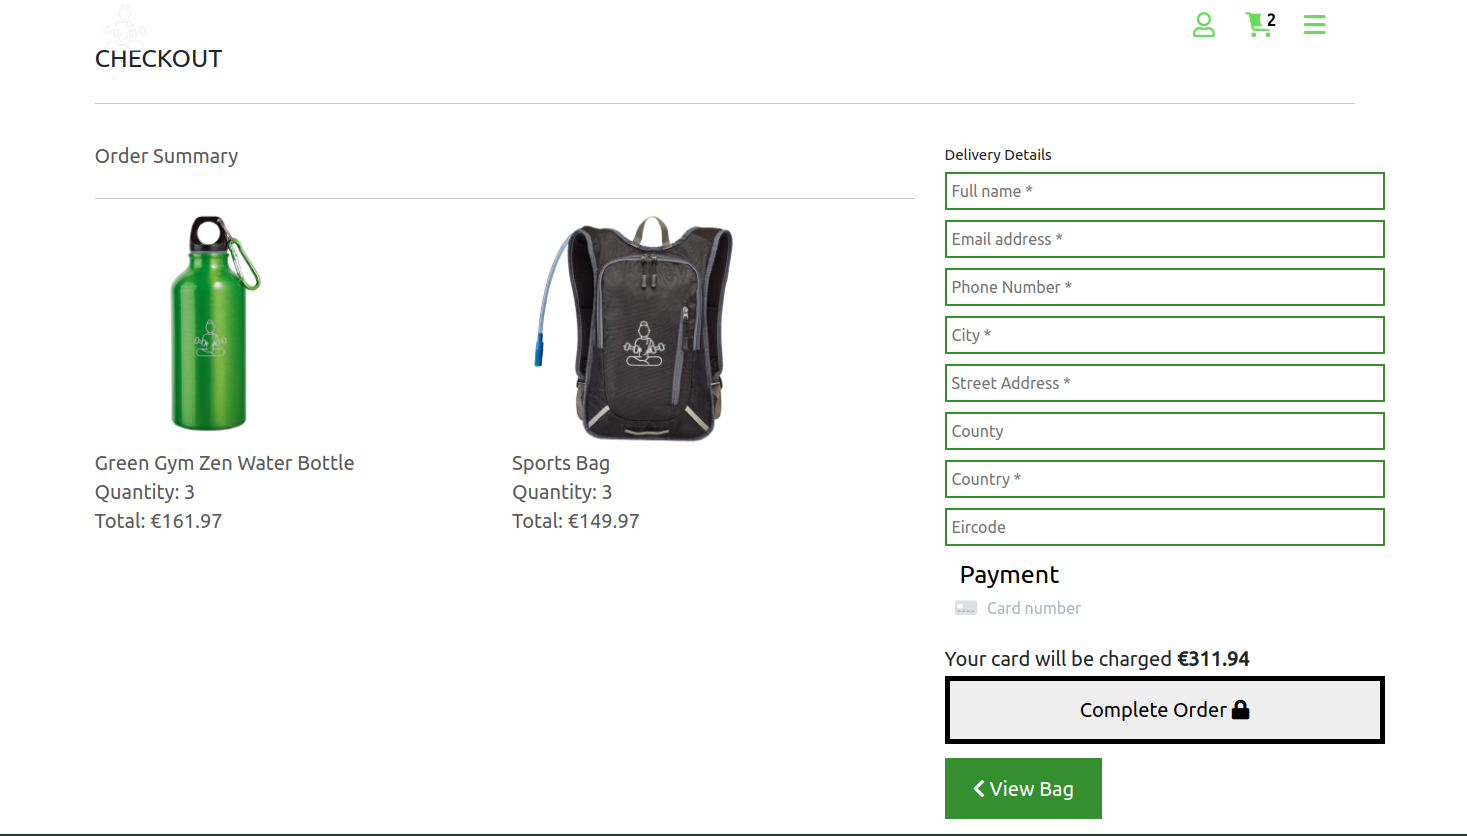 2
CHECKOUT
Order Summary
Green Gym Zen Water Bottle
Quantity: 3
Total: €161.97
Sports Bag
Quantity: 3
Total: €149.97
Delivery Details
Full name *
Email address *
Phone Number *
City *
Street Address *
County
Country *
Eircode
Payment
Card number
Your card will be charged €311.94
Complete Order
View Bag